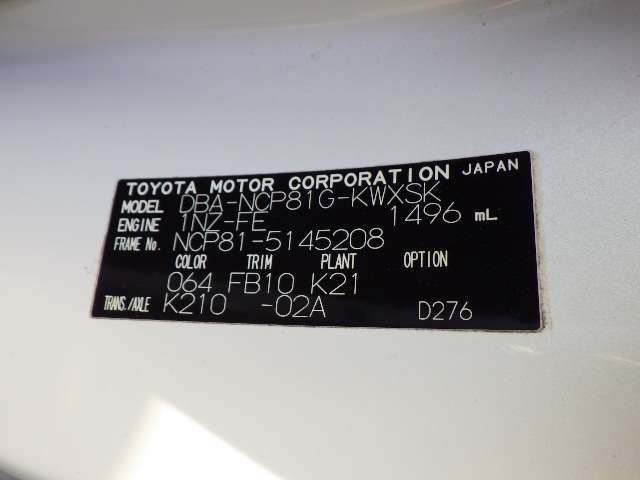 TOYOTA MOTOR CORPORATION JAPAN
MODEL DBA-NCP81G-KWXSK
ENGINE 1NZ-FE 1496 mL
FRAME No. NCP81-5145208
COLOR TRIM PLANT OPTION
064 FB10 K21
TRANS./AXLE K210 -02A D276